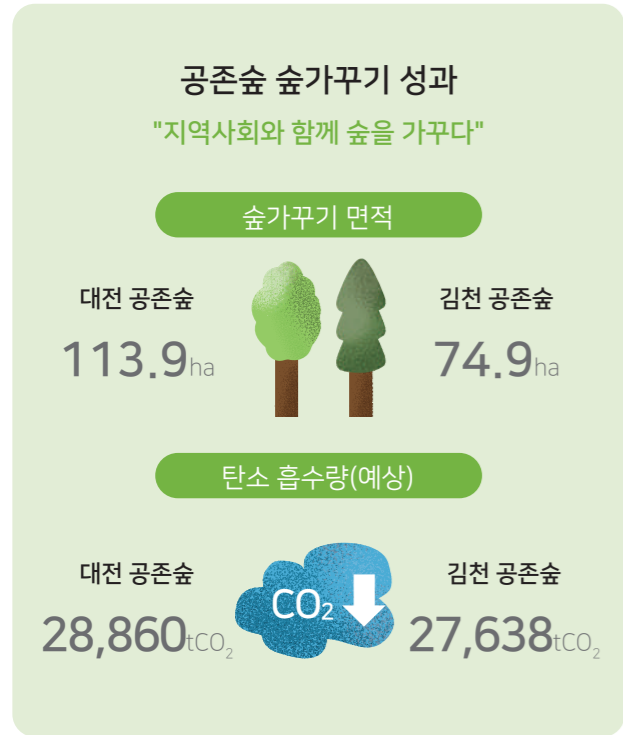 공존숲 숲가꾸기 성과
"지역사회와 함께 숲을 가꾸다"
숲가꾸기 면적
대전 공존숲
113.9ha
김천 공존숲
74.9ha
탄소 흡수량(예상)
대전 공존숲
28,860tCO₂
CO₂
김천 공존숲
27,638tCO₂